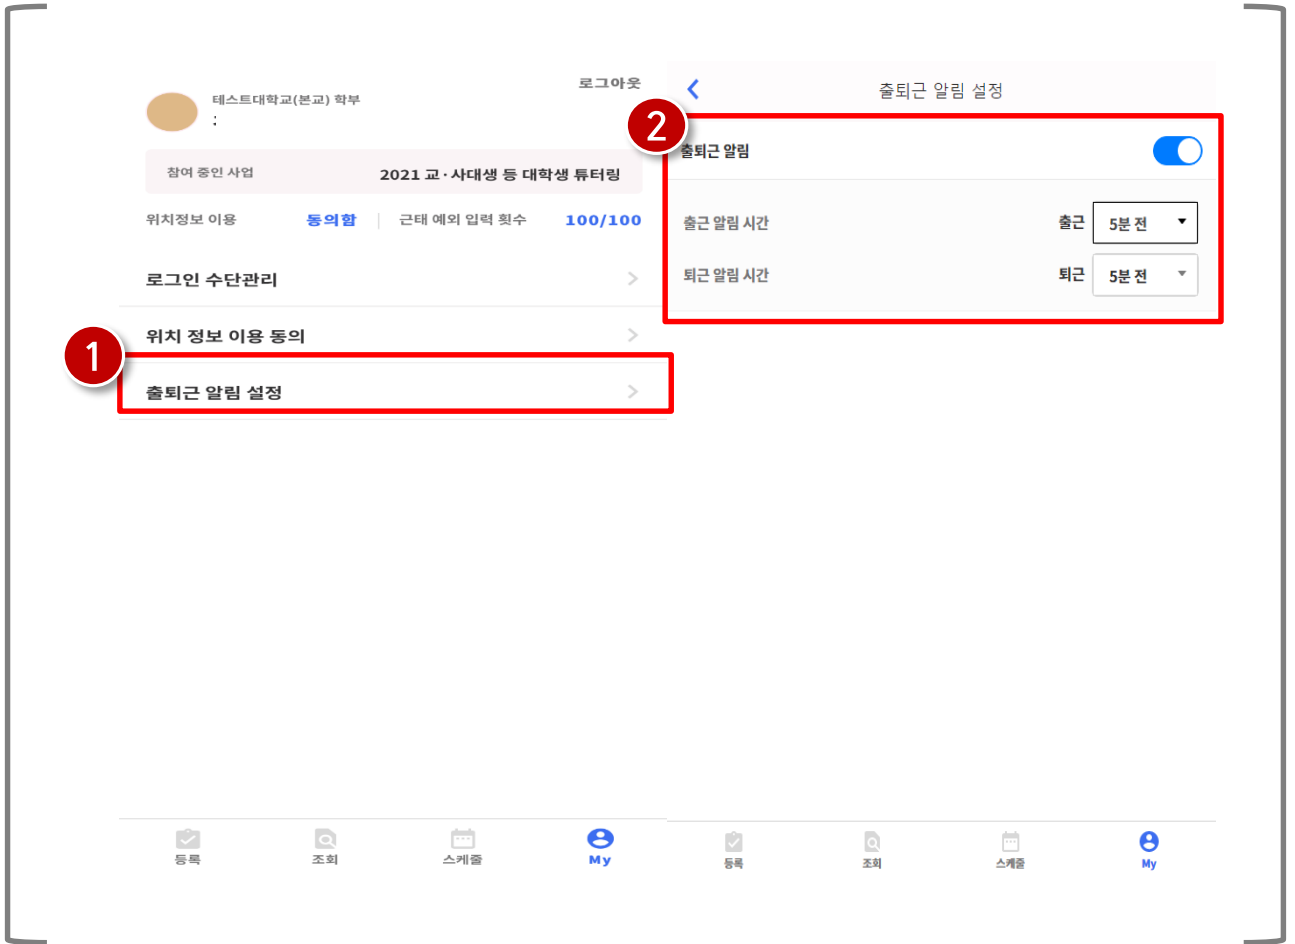 로그아웃
테스트대학교(본교) 학부
:
참여 중인 사업 2021 교·사대생 등 대학생 튜터링
위치정보 이용 동의함 근태 예외 입력 횟수 100/100
로그인 수단관리
위치 정보 이용 동의
1
출퇴근 알림 설정
등록 조회 스케줄 My
출퇴근 알림 설정
2
출퇴근 알림
출근 알림 시간 출근 5분 전
퇴근 알림 시간 퇴근 5분 전
등록 조회 스케줄 My